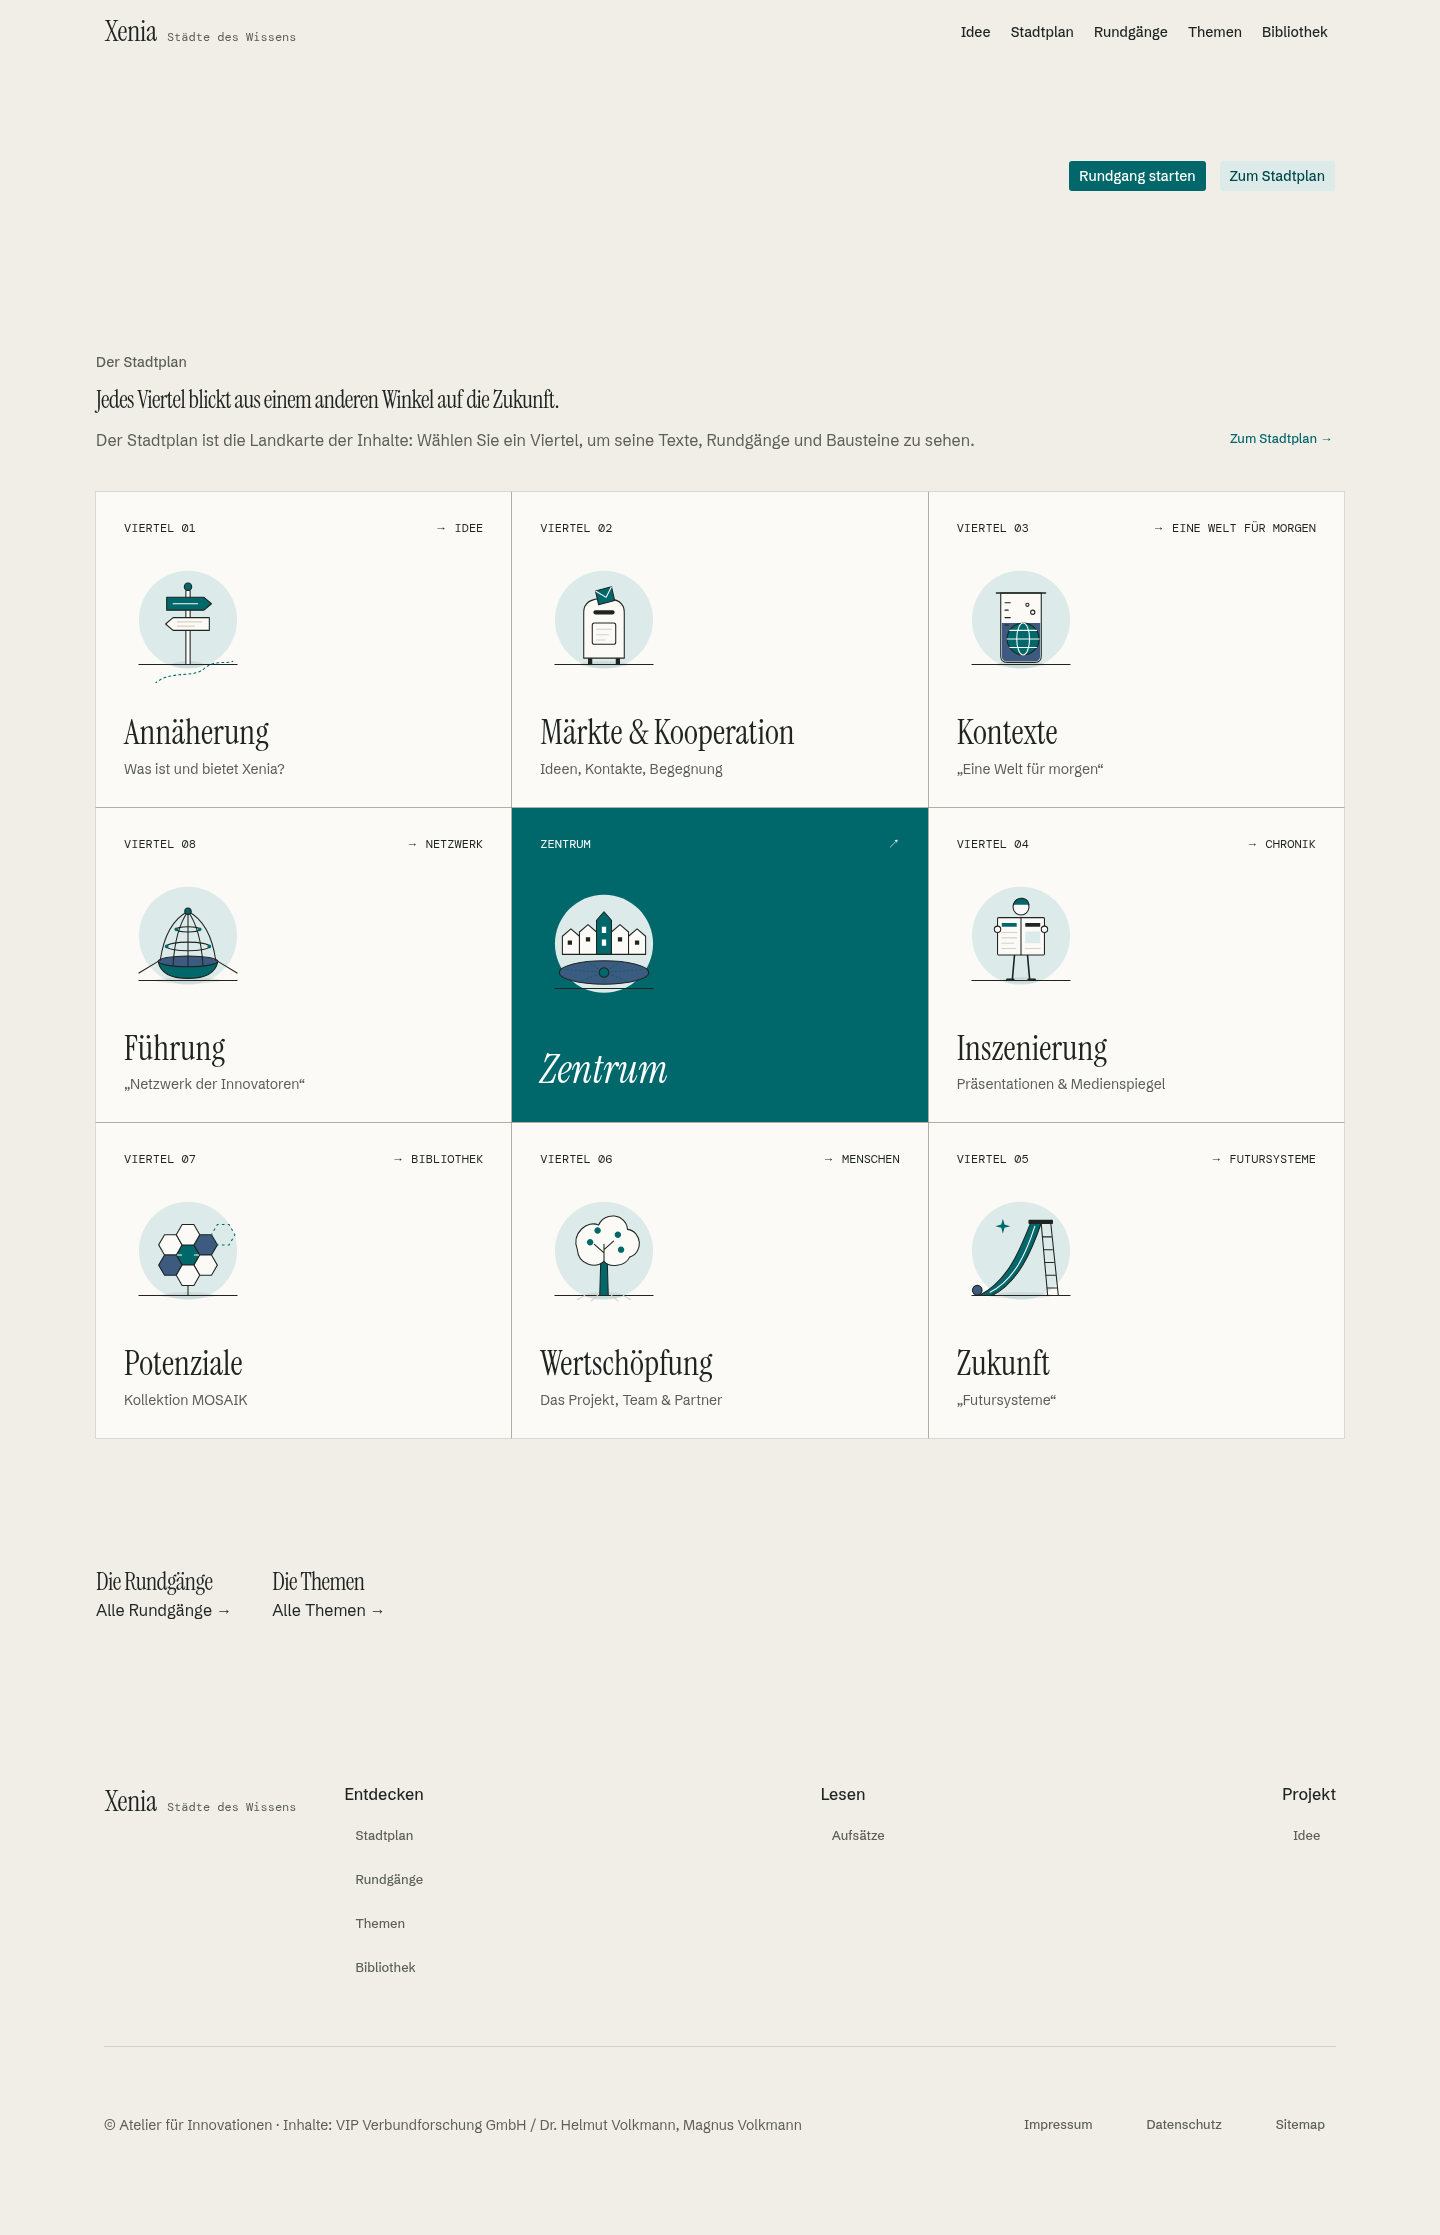 Xenia Städte des Wissens
Idee Stadtplan Rundgänge Themen Bibliothek
Rundgang starten Zum Stadtplan
Der Stadtplan
Jedes Viertel blickt aus einem anderen Winkel auf die Zukunft.
Der Stadtplan ist die Landkarte der Inhalte: Wählen Sie ein Viertel, um seine Texte, Rundgänge und Bausteine zu sehen.
Zum Stadtplan →
VIERTEL 01 → IDEE
Annäherung
Was ist und bietet Xenia?
VIERTEL 02
Märkte & Kooperation
Ideen, Kontakte, Begegnung
VIERTEL 03 → EINE WELT FÜR MORGEN
Kontexte
„Eine Welt für morgen“
VIERTEL 08 → NETZWERK
Führung
„Netzwerk der Innovatoren“
ZENTRUM ↗
Zentrum
VIERTEL 04 → CHRONIK
Inszenierung
Präsentationen & Medienspiegel
VIERTEL 07 → BIBLIOTHEK
Potenziale
Kollektion MOSAIK
VIERTEL 06 → MENSCHEN
Wertschöpfung
Das Projekt, Team & Partner
VIERTEL 05 → FUTURSYSTEME
Zukunft
„Futursysteme“
Die Rundgänge
Alle Rundgänge →
Die Themen
Alle Themen →
Xenia Städte des Wissens
Entdecken
Stadtplan
Rundgänge
Themen
Bibliothek
Lesen
Aufsätze
Projekt
Idee
© Atelier für Innovationen · Inhalte: VIP Verbundforschung GmbH / Dr. Helmut Volkmann, Magnus Volkmann
Impressum Datenschutz Sitemap